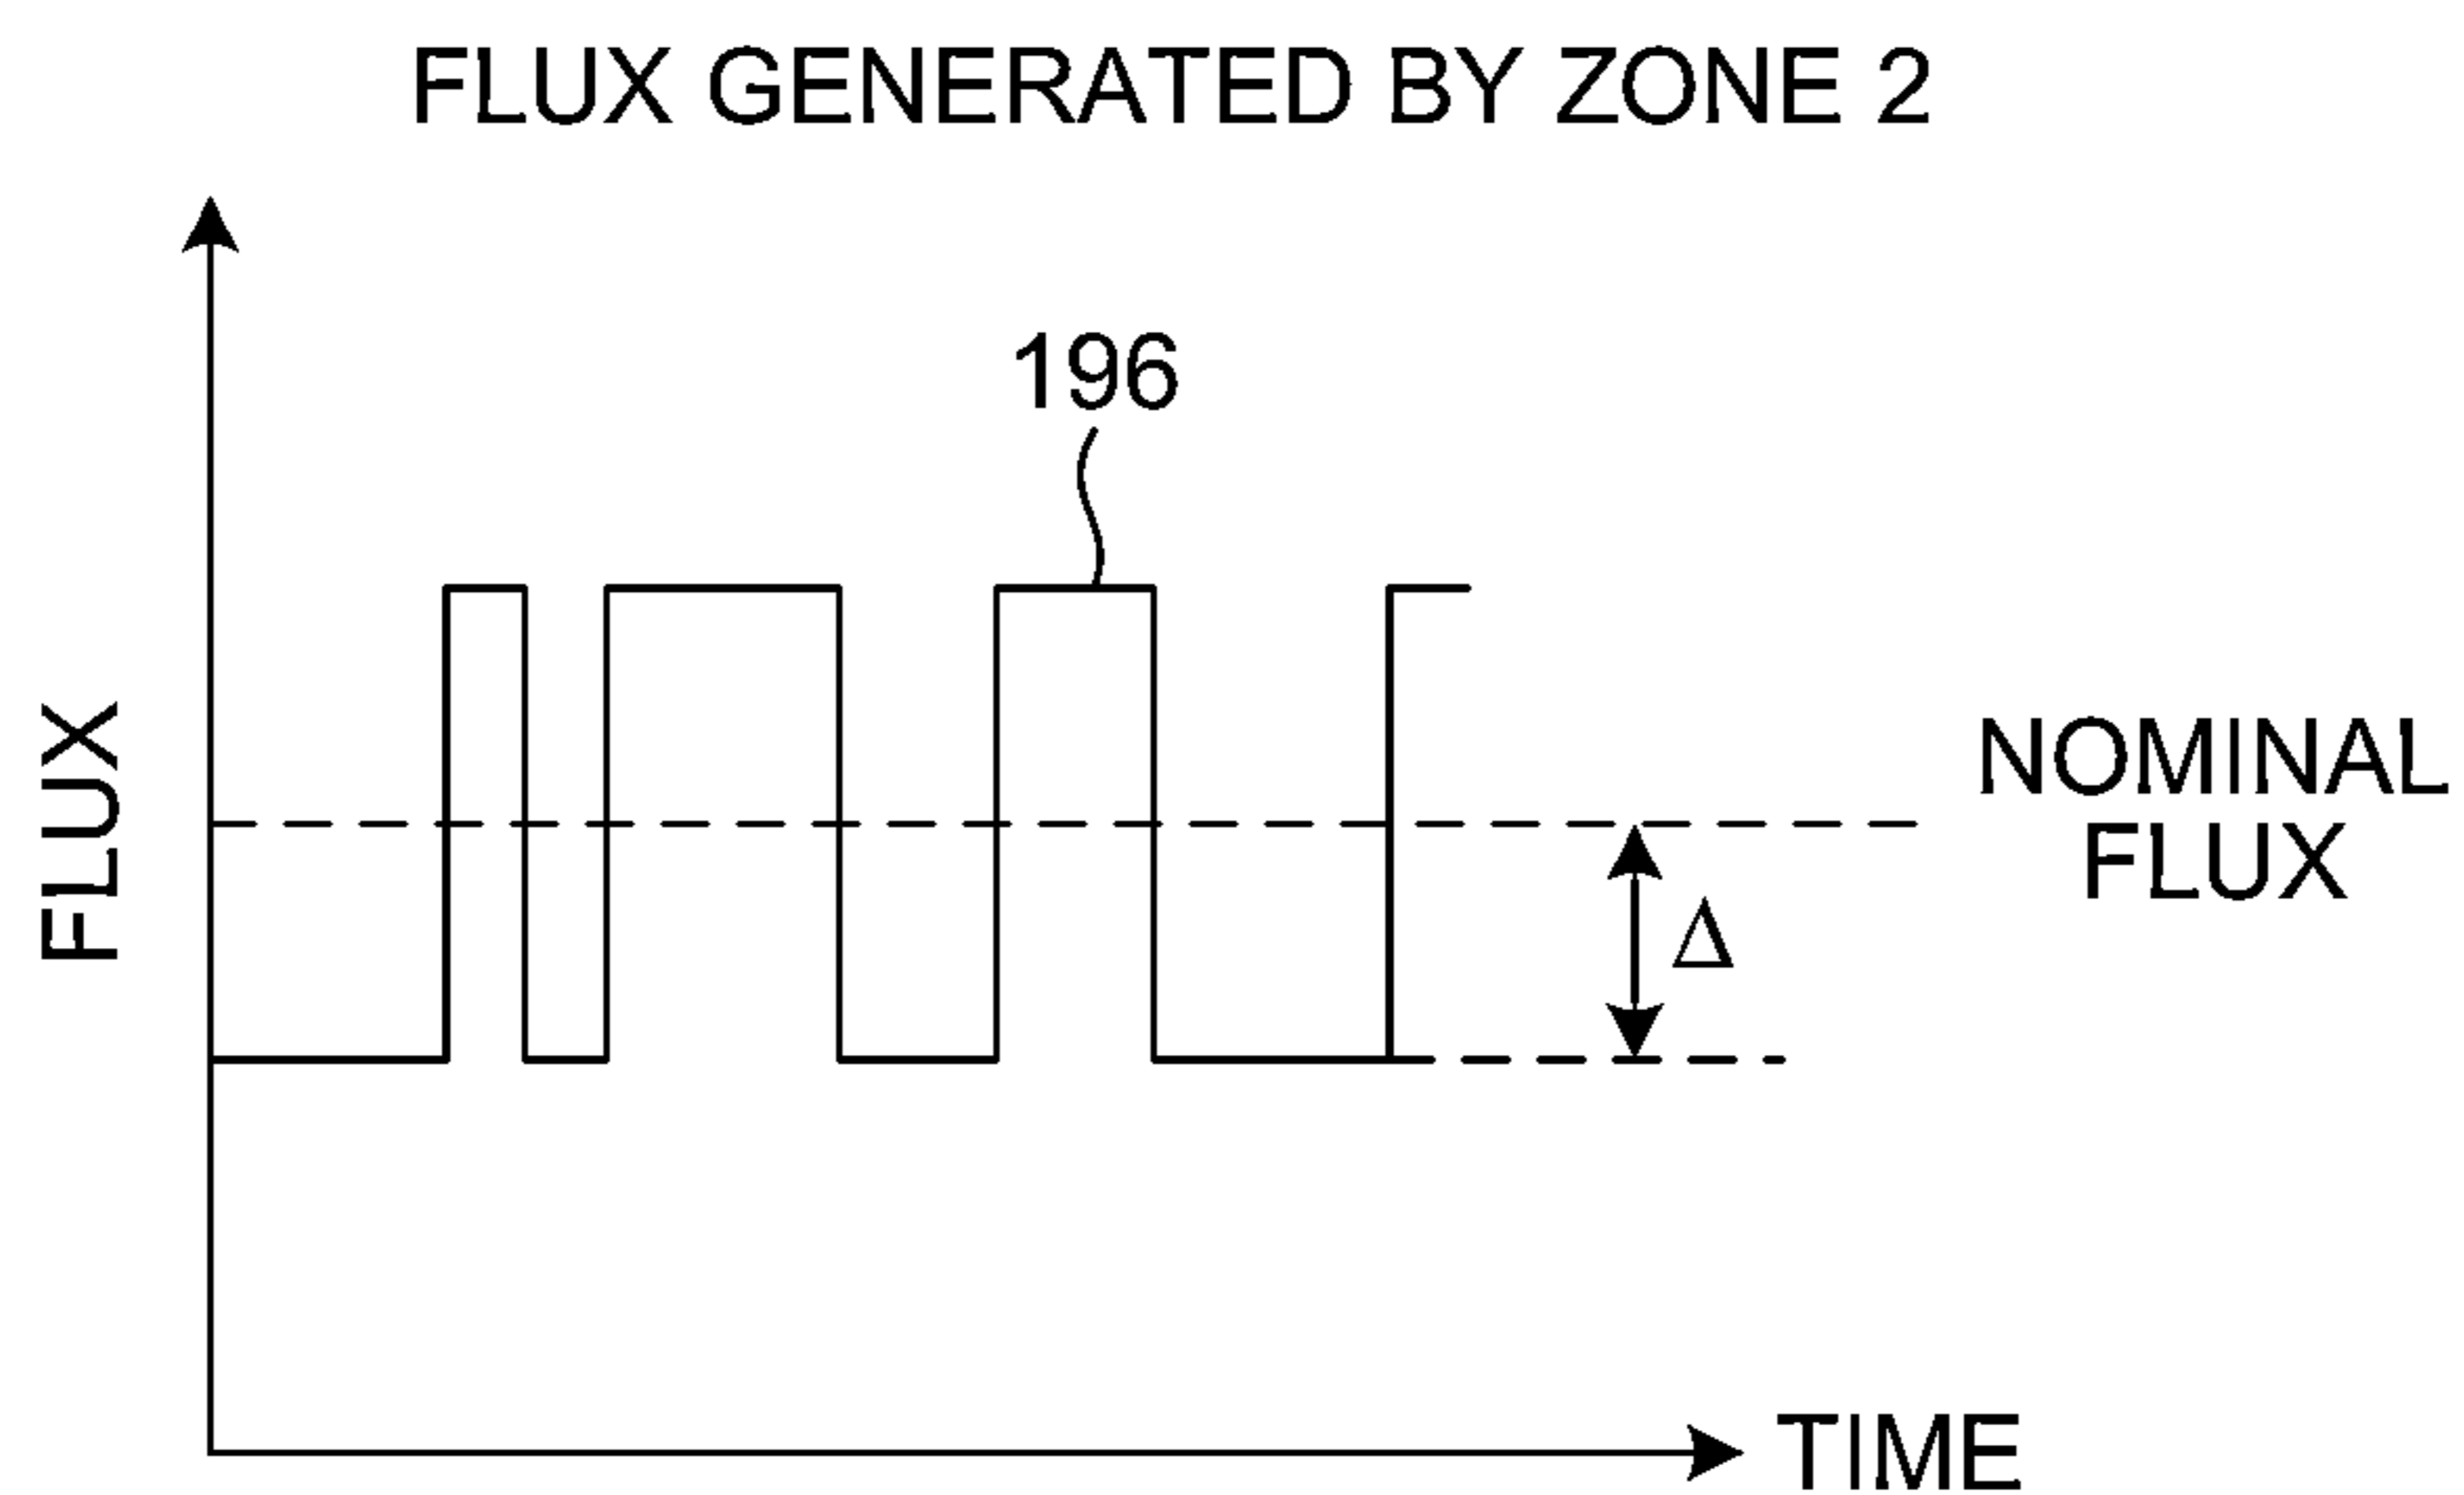 FLUX GENERATED BY ZONE 2
196
FLUX
NOMINAL
FLUX
Δ
TIME